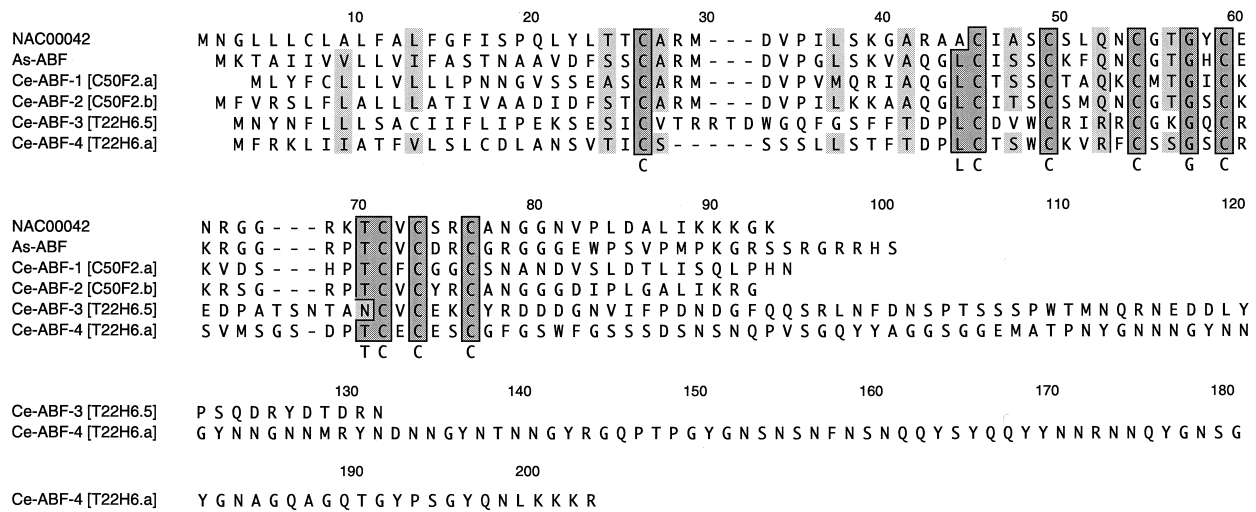 10 20 30 40 50 60
NAC00042 M N G L L L C L A L F A L F G F I S P Q L Y L T T C A R M - - - D V P I L S K G A R A A C I A S C S L Q N C G T G Y C E
As-ABF M K T A I I V V L L V I F A S T N A A V D F S S C A R M - - - D V P G L S K V A Q G L C I S S C K F Q N C G T G H C E
Ce-ABF-1 [C50F2.a] M L Y F C L L V L L L P N N G V S S E A S C A R M - - - D V P V M Q R I A Q G L C I S S C T A Q K C M T G I C K
Ce-ABF-2 [C50F2.b] M F V R S L F L A L L L A T I V A A D I D F S T C A R M - - - D V P I L K K A A Q G L C I T S C S M Q N C G T G S C K
Ce-ABF-3 [T22H6.5] M N Y N F L L L S A C I I F L I P E K S E S I C V T R R T D W G Q F G S F F T D P L C D V W C R I R R C G K G Q C R
Ce-ABF-4 [T22H6.a] M F R K L I I A T F V L S L C D L A N S V T I C S - - - - - S S S L L S T F T D P L C T S W C K V R F C S S G S C R
C L C C C G C
70 80 90 100 110 120
NAC00042 N R G G - - - R K T C V C S R C A N G G N V P L D A L I K K K G K
As-ABF K R G G - - - R P T C V C D R C G R G G G E W P S V P M P K G R S S R G R R H S
Ce-ABF-1 [C50F2.a] K V D S - - - H P T C F C G G C S N A N D V S L D T L I S Q L P H N
Ce-ABF-2 [C50F2.b] K R S G - - - R P T C V C Y R C A N G G G D I P L G A L I K R G
Ce-ABF-3 [T22H6.5] E D P A T S N T A N C V C E K C Y R D D D G N V I F P D N D G F Q Q S R L N F D N S P T S S S P W T M N Q R N E D D L Y
Ce-ABF-4 [T22H6.a] S V M S G S - D P T C E C E S C G F G S W F G S S S D S N S N Q P V S G Q Y Y A G G S G G E M A T P N Y G N N N G Y N N
T C C C
130 140 150 160 170 180
Ce-ABF-3 [T22H6.5] P S Q D R Y D T D R N
Ce-ABF-4 [T22H6.a] G Y N N G N N M R Y N D N N G Y N T N N G Y R G Q P T P G Y G N S N S N F N S N Q Q Y S Y Q Q Y Y N N R N N Q Y G N S G
190 200
Ce-ABF-4 [T22H6.a] Y G N A G Q A G Q T G Y P S G Y Q N L K K K R